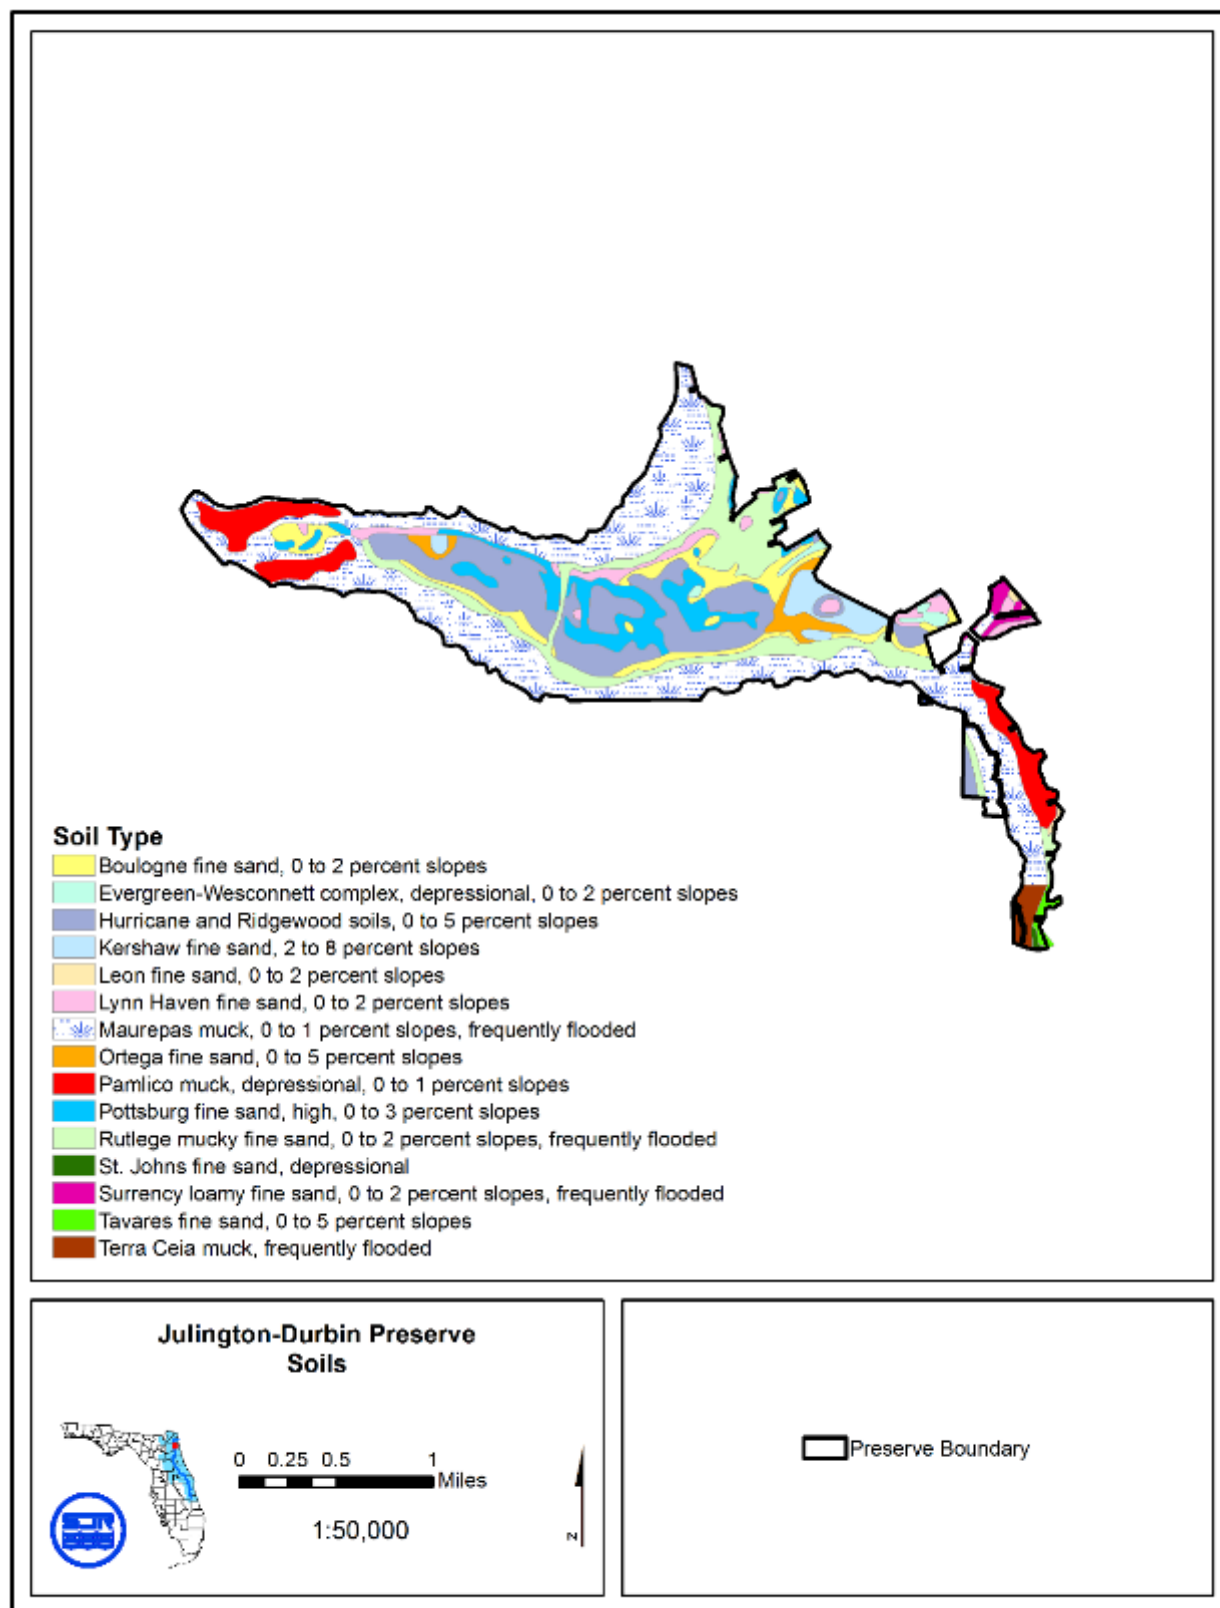 Soil Type
Boulogne fine sand, 0 to 2 percent slopes
Evergreen-Wesconnett complex, depressional, 0 to 2 percent slopes
Hurricane and Ridgewood soils, 0 to 5 percent slopes
Kershaw fine sand, 2 to 8 percent slopes
Leon fine sand, 0 to 2 percent slopes
Lynn Haven fine sand, 0 to 2 percent slopes
Maurepas muck, 0 to 1 percent slopes, frequently flooded
Ortega fine sand, 0 to 5 percent slopes
Pamlico muck, depressional, 0 to 1 percent slopes
Pottsburg fine sand, high, 0 to 3 percent slopes
Rutlege mucky fine sand, 0 to 2 percent slopes, frequently flooded
St. Johns fine sand, depressional
Surrency loamy fine sand, 0 to 2 percent slopes, frequently flooded
Tavares fine sand, 0 to 5 percent slopes
Terra Ceia muck, frequently flooded
Julington-Durbin Preserve
Soils
0 0.25 0.5 1
Miles
1:50,000
N
Preserve Boundary